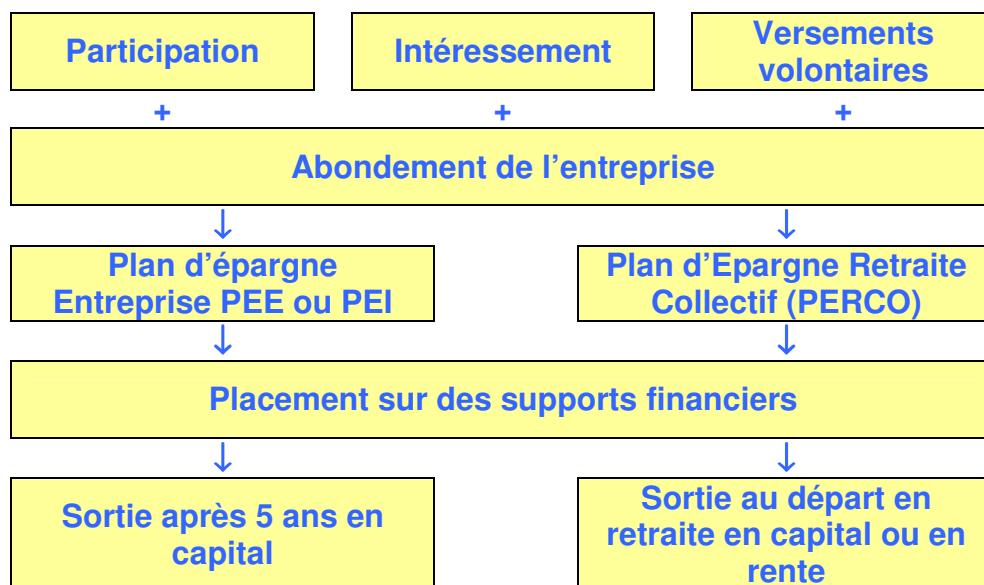 Participation
Intéressement
Versements
volontaires
+
+
+
Abondement de l'entreprise
↓
↓
Plan d'épargne
Entreprise PEE ou PEI
Plan d'Epargne Retraite
Collectif (PERCO)
↓
↓
Placement sur des supports financiers
↓
↓
Sortie après 5 ans en
capital
Sortie au départ en
retraite en capital ou en
rente